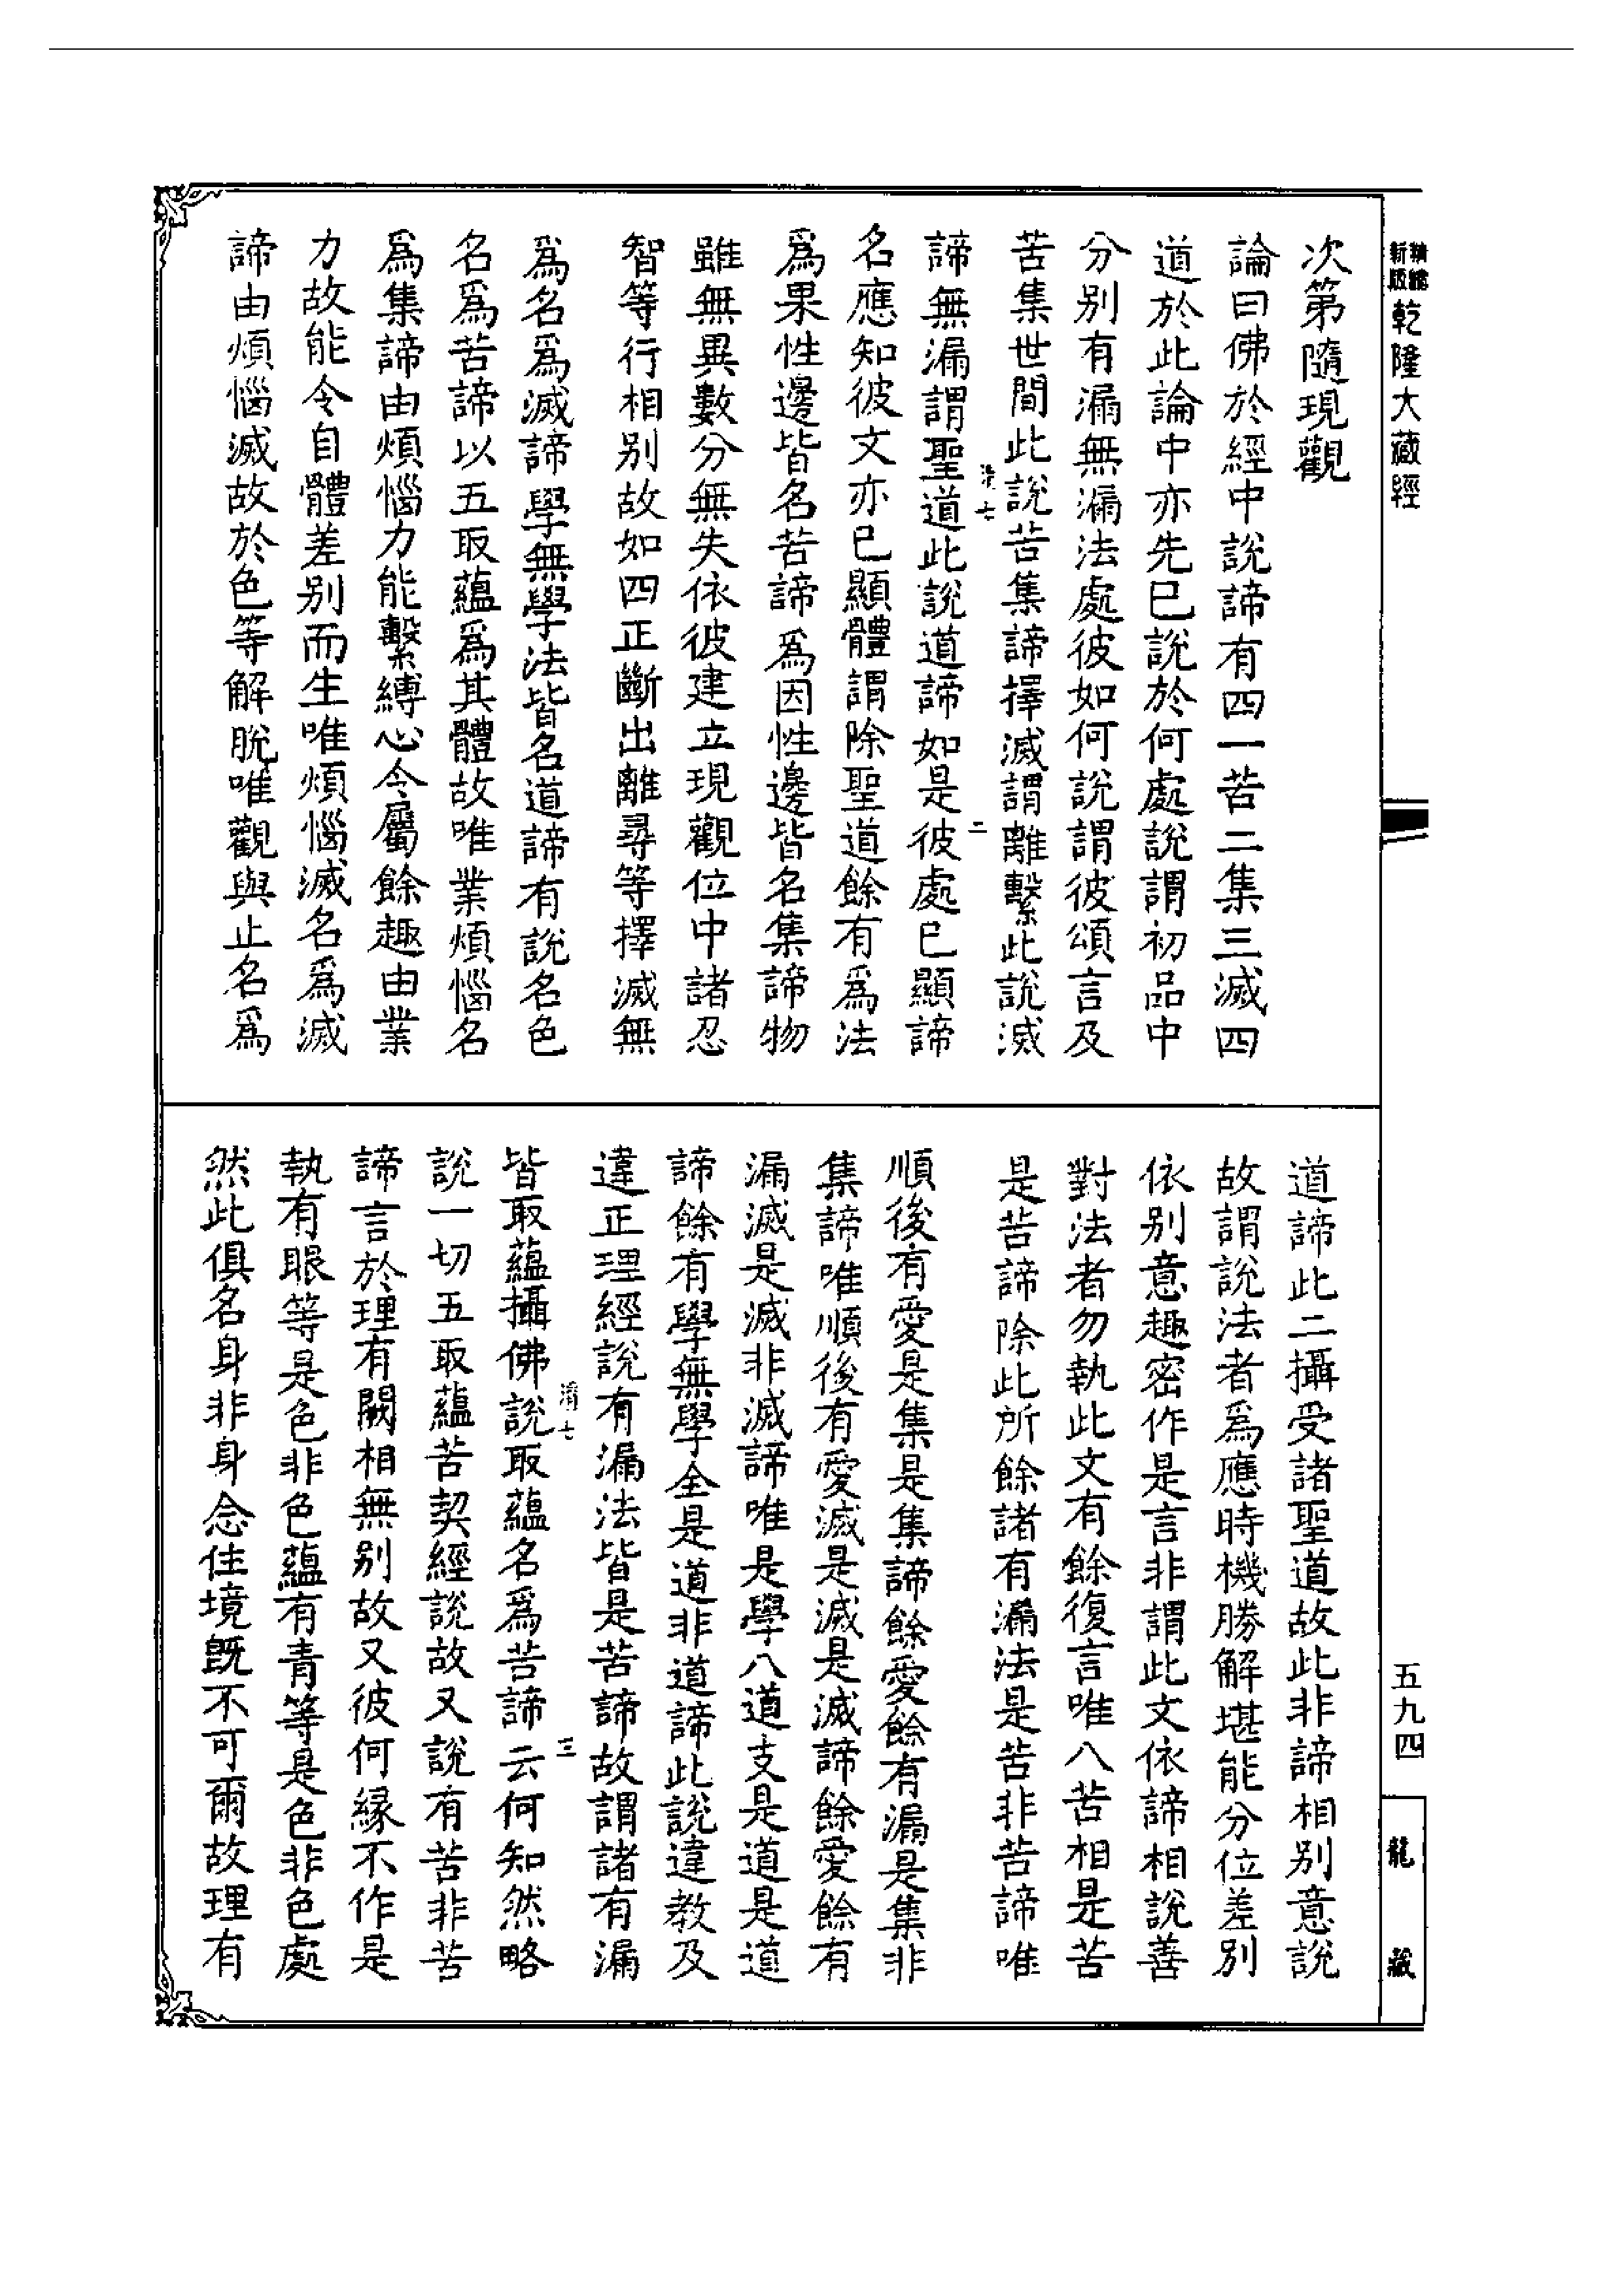 精縮新版乾隆大藏經
次第隨現觀
論曰佛於經中說諦有四一苦二集三滅四
道於此論中亦先已說於何處說謂初品中
分別有漏無漏法處彼如何說謂彼頌言及
苦集世間此說苦集諦擇滅謂離繫此說滅
諦無漏謂聖道此說道諦如是彼處已顯諦
名應知彼文亦已顯體謂除聖道餘有為法
為果性邊皆名苦諦為因性邊皆名集諦物
雖無異數分無失依彼建立現觀位中諸忍
智等行相別故如四正斷出離尋等擇滅無
為名為滅諦學無學法皆名道諦有說名色
名為苦諦以五取蘊為其體故唯業煩惱名
為集諦由煩惱力能繫縛心令屬餘趣由業
力故能令自體差別而生唯煩惱滅名為滅
諦由煩惱滅故於色等解脫唯觀與止名為
道諦此二攝受諸聖道故此非諦相別意說
故謂說法者為應時機勝解堪能分位差別
依別意趣密作是言非謂此文依諦相說善
對法者勿執此文有餘復言唯八苦相是苦
是苦諦除此所餘諸有漏法是苦非苦諦唯
順後有愛是集是集諦餘愛餘有漏是集非
集諦唯順後有愛滅是滅是滅諦餘愛餘有
漏滅是滅非滅諦唯是學八道支是道是道
諦餘有學無學全是道非道諦此說違教及
違正理經說有漏法皆是苦諦故謂諸有漏
皆取蘊攝佛說取蘊名為苦諦云何知然略
說一切五取蘊苦契經說故又說有苦非苦
諦言於理有闕相無別故又彼何緣不作是
執有眼等是色非色蘊有青等是色非色處
然此俱名身非身念住境既不可爾故理有
濟七
二
濟七
三
五九四
龍藏